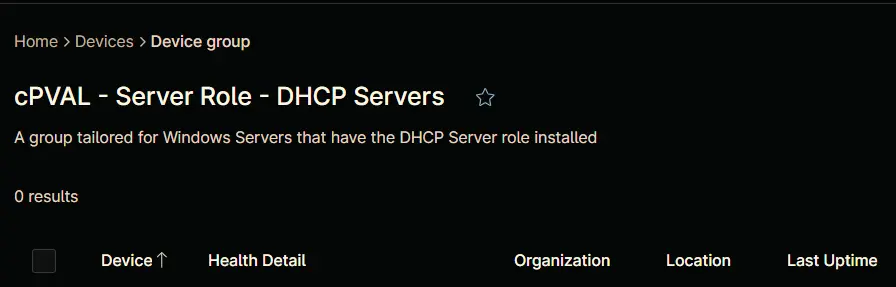 Home > Devices > Device group
cPVAL - Server Role - DHCP Servers
A group tailored for Windows Servers that have the DHCP Server role installed
0 results
Device ↑ Health Detail Organization Location Last Uptime